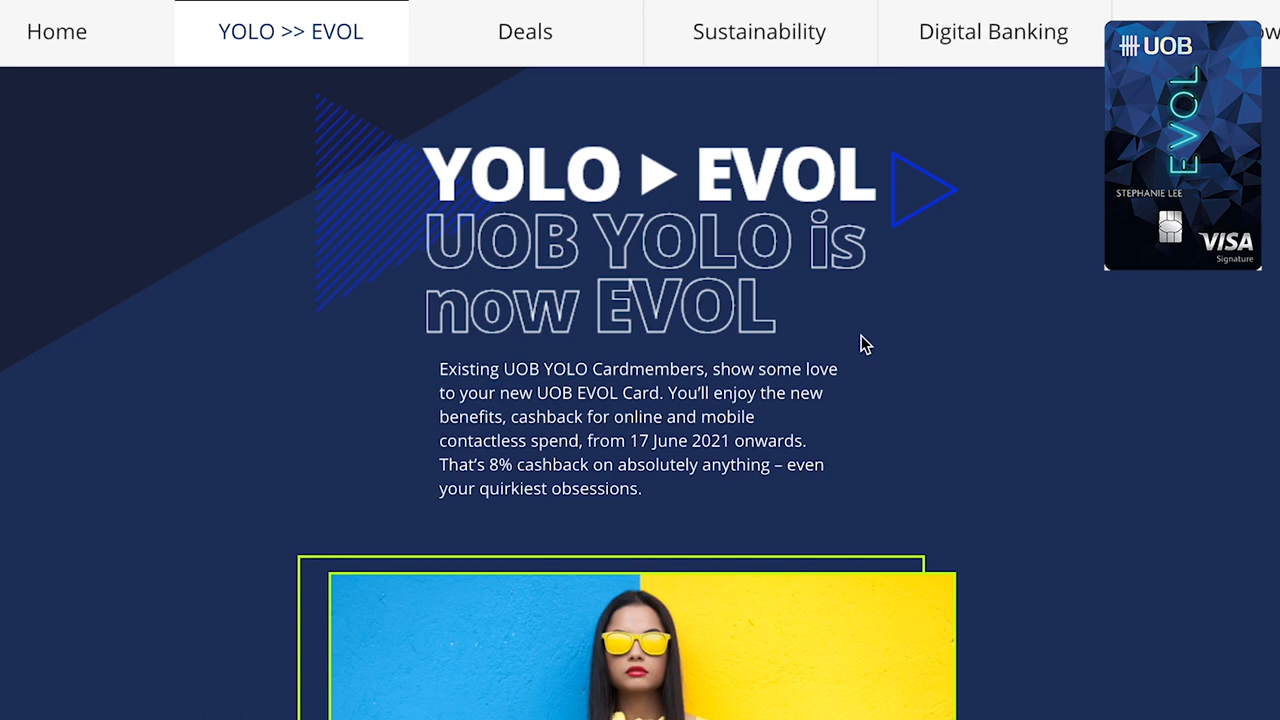 Home
YOLO >> EVOL
Deals
Sustainability
Digital Banking
UOB
EVOL
STEPHANIE LEE
VISA
Signature
YOLO ▶ EVOL
UOB YOLO is
now EVOL
Existing UOB YOLO Cardmembers, show some love
to your new UOB EVOL Card. You’ll enjoy the new
benefits, cashback for online and mobile
contactless spend, from 17 June 2021 onwards.
That’s 8% cashback on absolutely anything – even
your quirkiest obsessions.